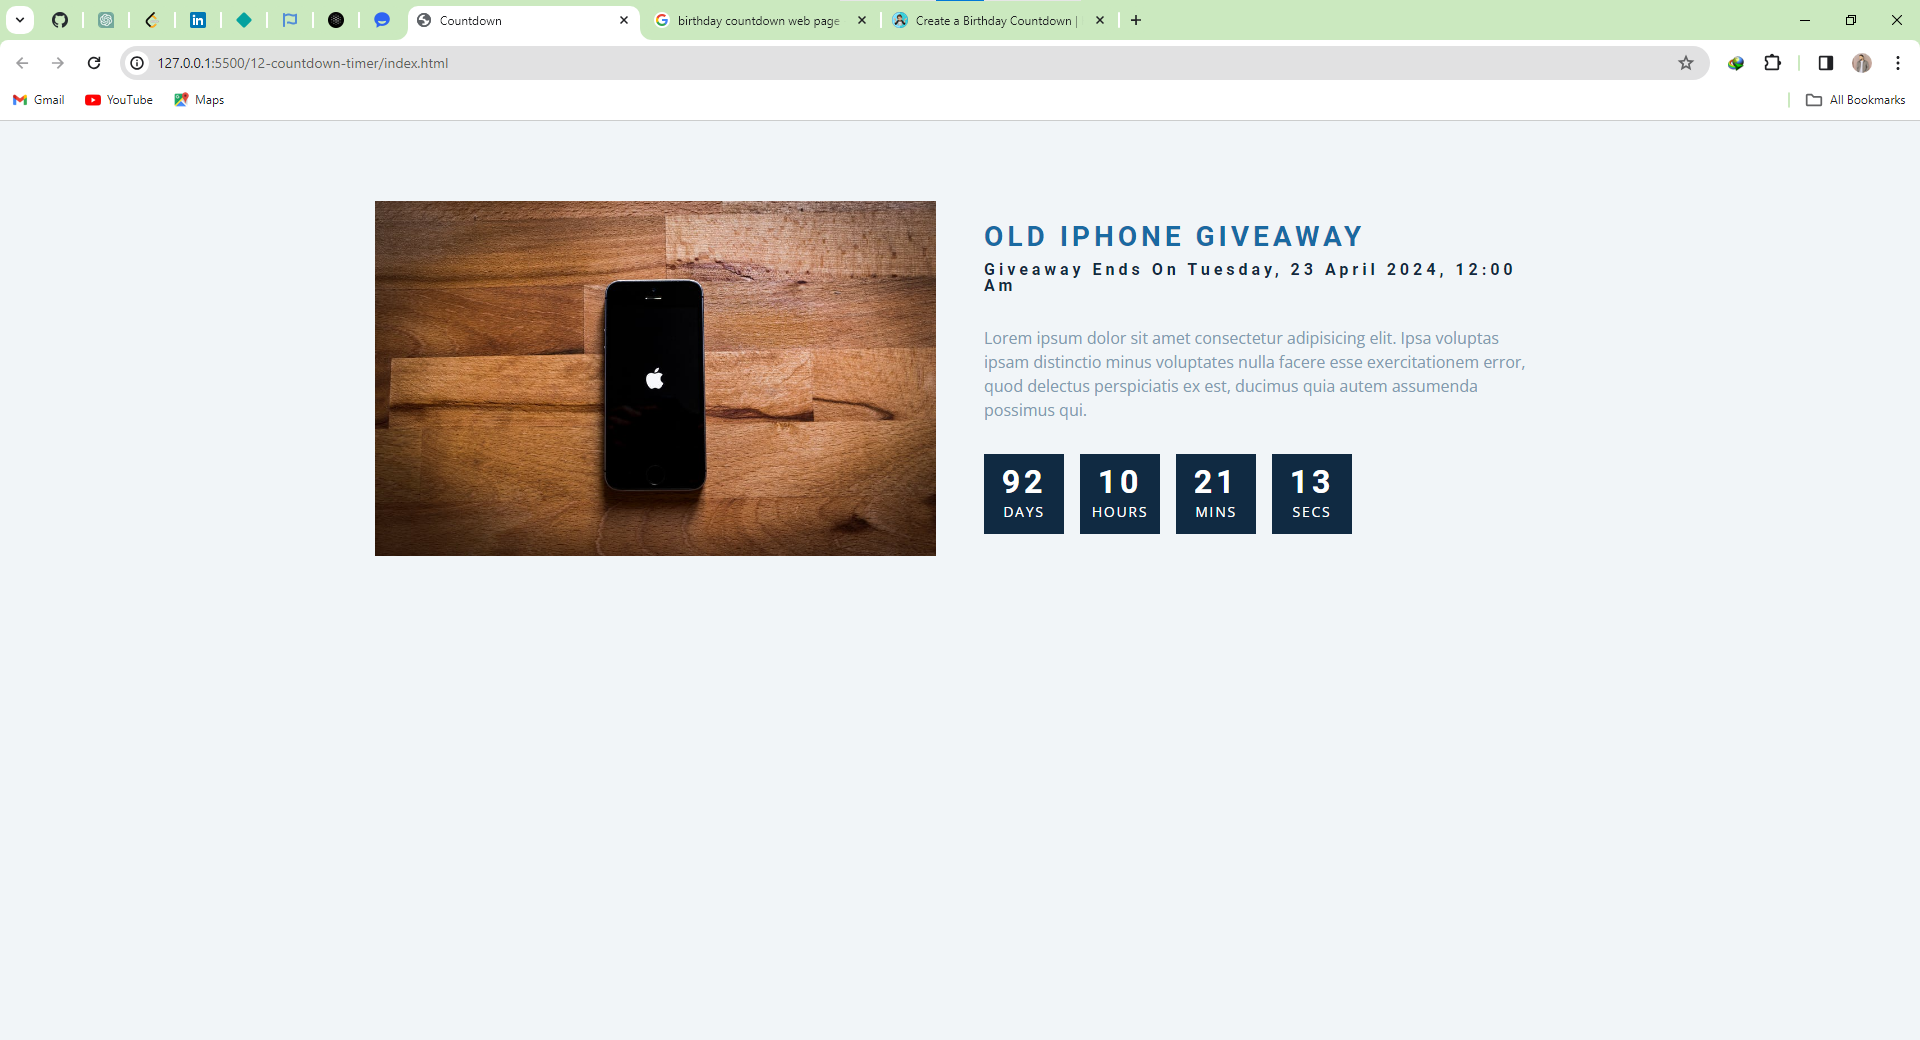 Countdown
birthday countdown web page
Create a Birthday Countdown |
127.0.0.1:5500/12-countdown-timer/index.html
Gmail
YouTube
Maps
All Bookmarks
OLD IPHONE GIVEAWAY
Giveaway Ends On Tuesday, 23 April 2024, 12:00
Am
Lorem ipsum dolor sit amet consectetur adipisicing elit. Ipsa voluptas
ipsam distinctio minus voluptates nulla facere esse exercitationem error,
quod delectus perspiciatis ex est, ducimus quia autem assumenda
possimus qui.
92 10 21 13
DAYS HOURS MINS SECS